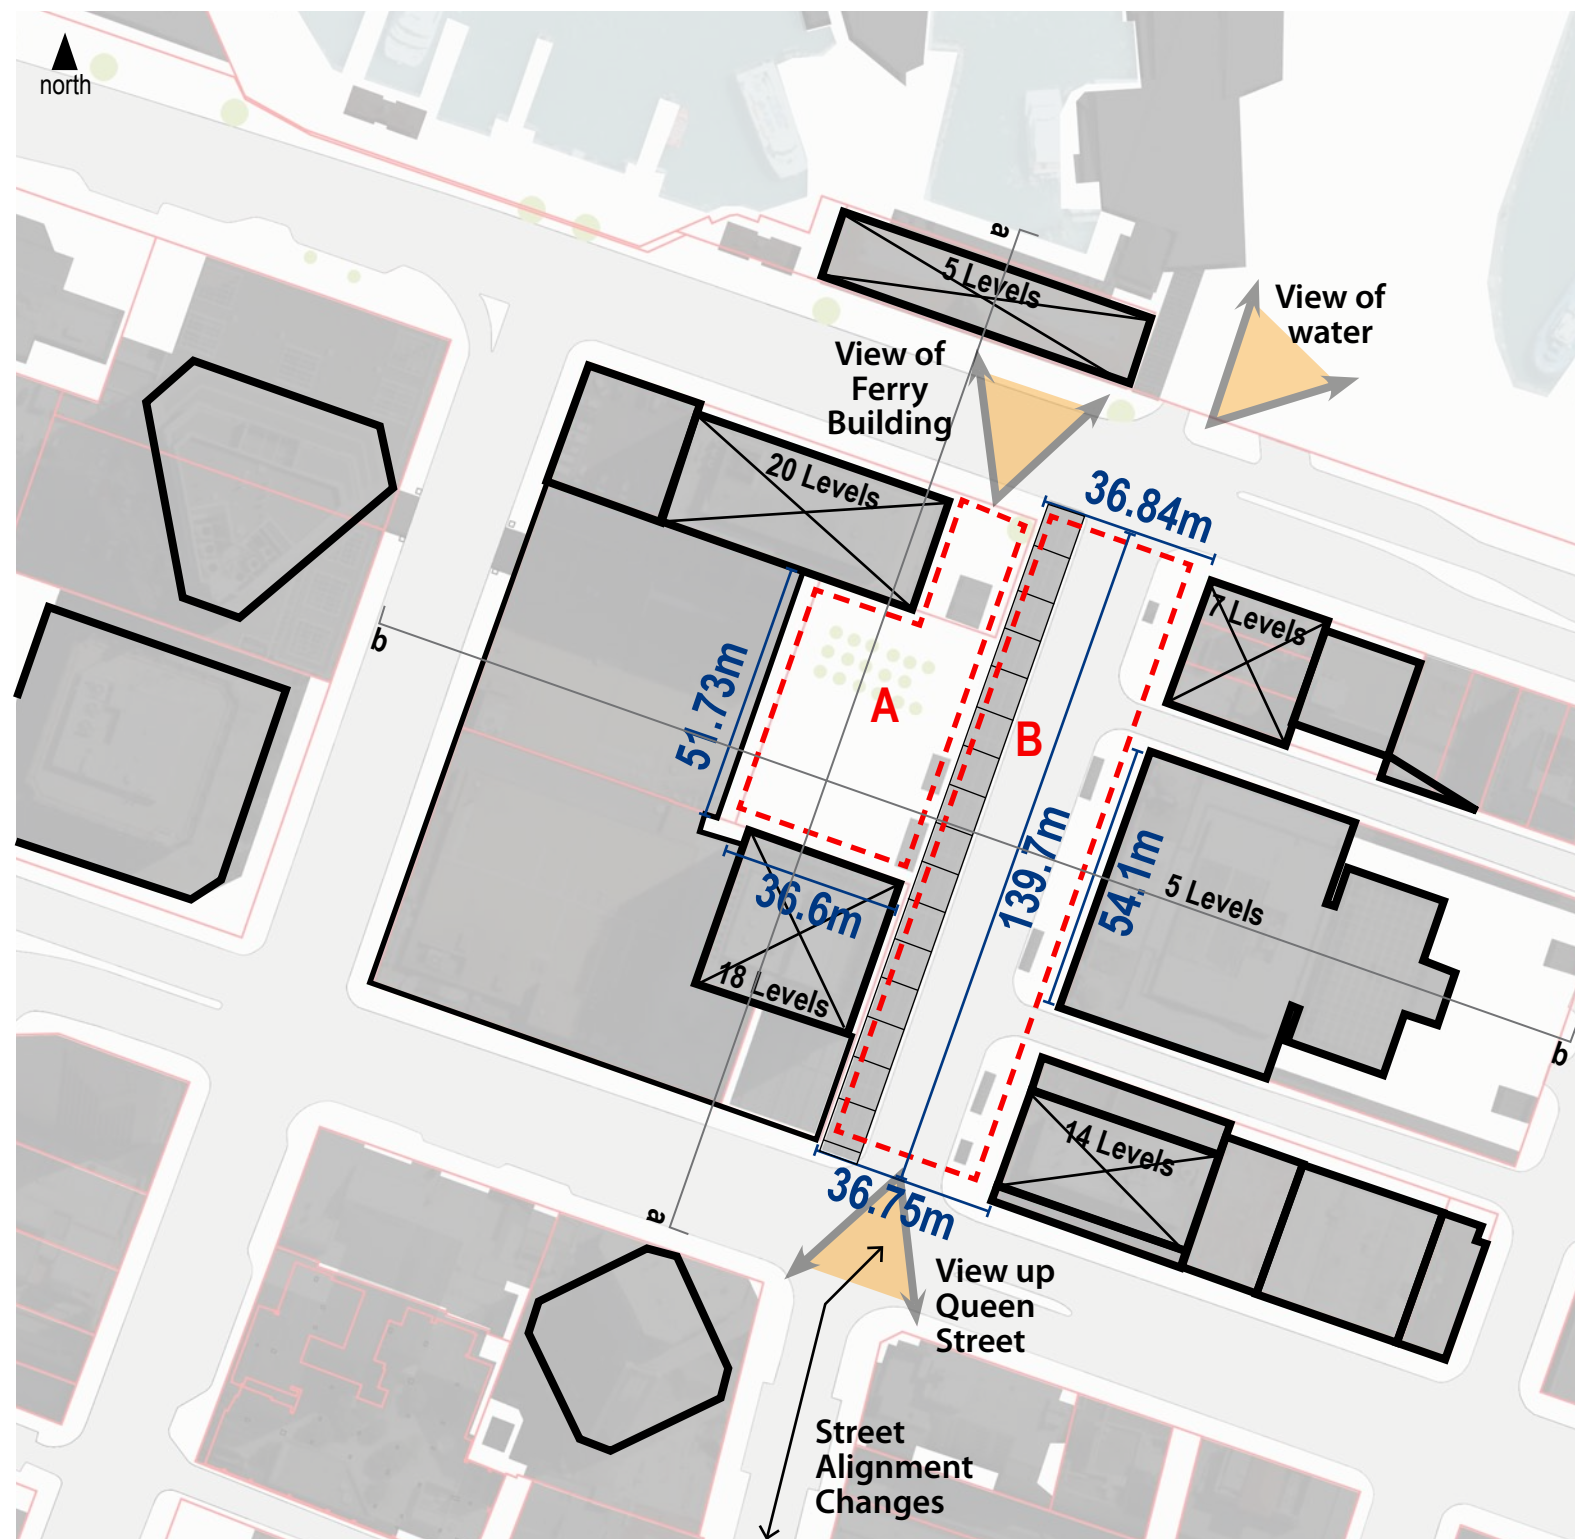 north
a
5 Levels
View of
water
View of
Ferry
Building
20 Levels
36.84m
7 Levels
b
51.73m
A
B
139.7m
54.1m
5 Levels
36.6m
18 Levels
b
14 Levels
a
36.75m
View up
Queen
Street
Street
Alignment
Changes